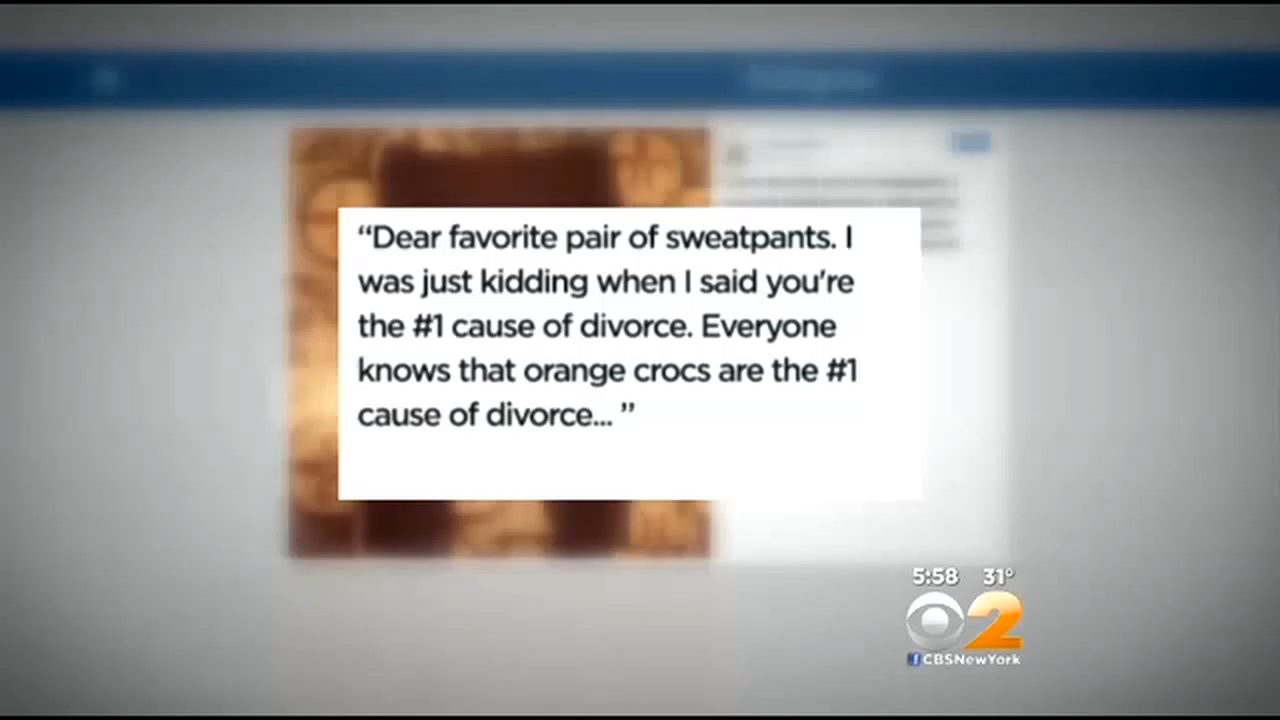 “Dear favorite pair of sweatpants. I
was just kidding when I said you're
the #1 cause of divorce. Everyone
knows that orange crocs are the #1
cause of divorce... ”
5:58 31°
2
CBSNewYork